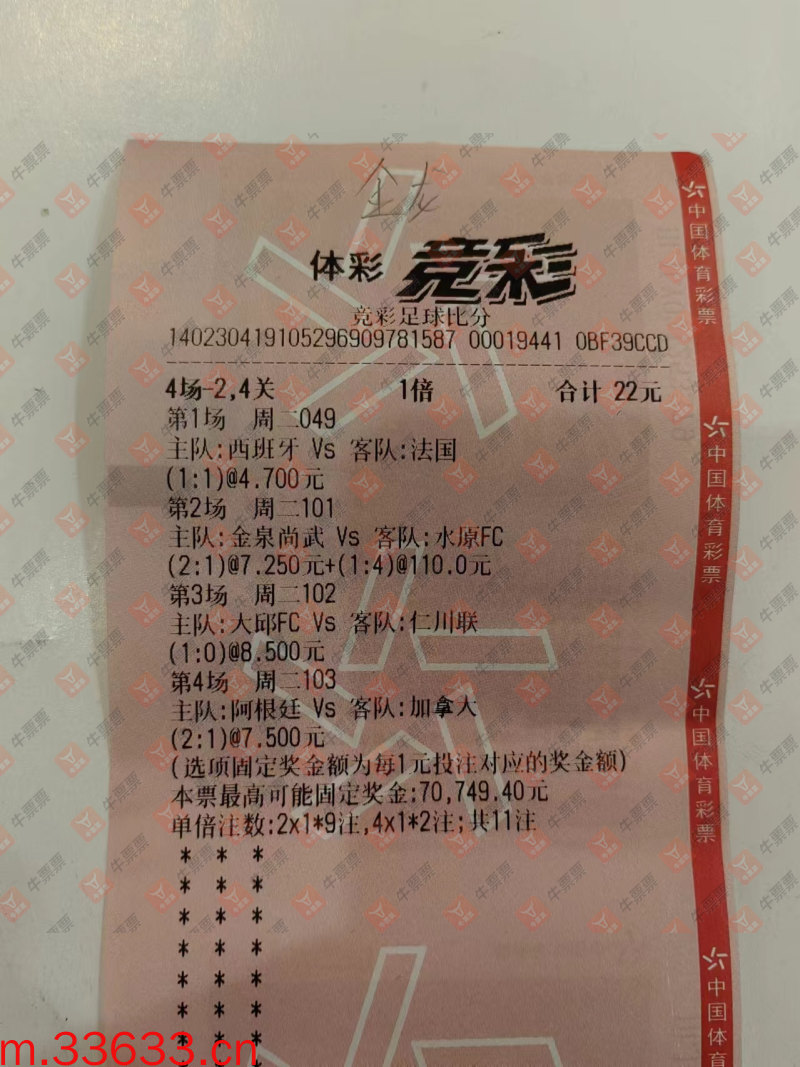 体彩 竞彩
竞彩足球比分
140230419105296909781587 00019441 0BF39CCD
4场-2,4关 1倍 合计 22元
第1场 周二049
主队:西班牙 Vs 客队:法国
(1:1)@4.700元
第2场 周二101
主队:金泉尚武 Vs 客队:水原FC
(2:1)@7.250元+(1:4)@110.0元
第3场 周二102
主队:大邱FC Vs 客队:仁川联
(1:0)@8.500元
第4场 周二103
主队:阿根廷 Vs 客队:加拿大
(2:1)@7.500元
(选项固定奖金额为每1元投注对应的奖金额)
本票最高可能固定奖金:70,749.40元
单倍注数:2x1*9注,4x1*2注;共11注
* * *
* * *
* * *
* * *
* * *
* * *
* * *
* * *
中国体育彩票
中国体育彩票
中国体育彩票
中国体育
牛票票
m.33633.cn